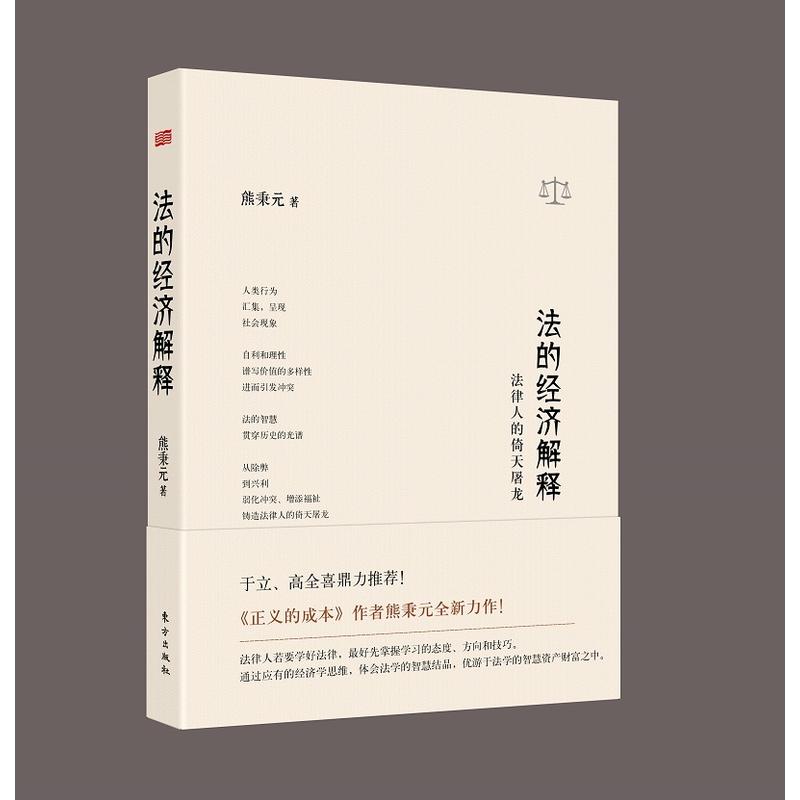 法的经济解释
熊秉元 著
东方出版社
熊秉元 著
人类行为
汇集，呈现
社会现象
自利和理性
谱写价值的多样性
进而引发冲突
法的智慧
贯穿历史的光谱
从除弊
到兴利
弱化冲突、增添福祉
铸造法律人的倚天屠龙
法的经济解释
法律人的倚天屠龙
于立、高全喜鼎力推荐！
《正义的成本》作者熊秉元全新力作！
法律人若要学好法律，最好先掌握学习的态度、方向和技巧。
通过应有的经济学思维，体会法学的智慧结晶，优游于法学的智慧资产财富之中。